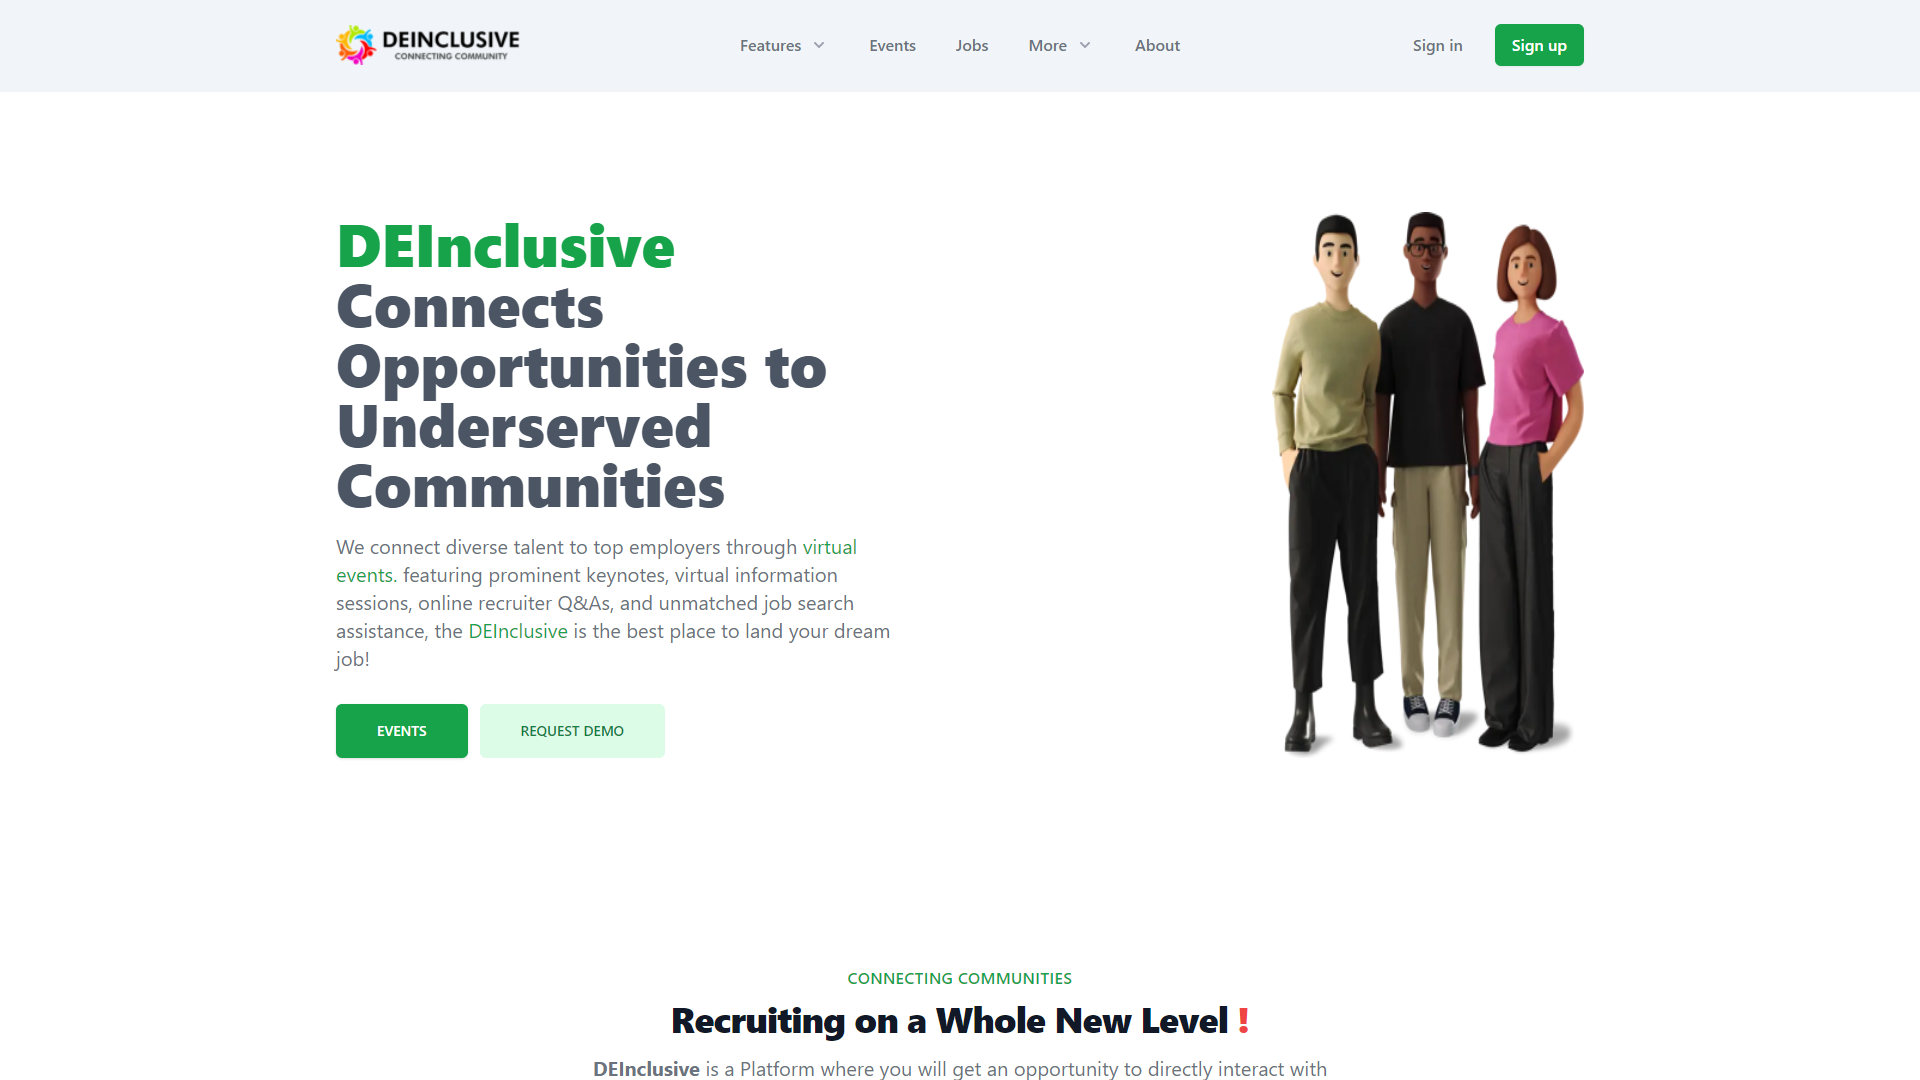 DEINCLUSIVE
CONNECTING COMMUNITY
Features
Events
Jobs
More
About
Sign in
Sign up
DEInclusive
Connects
Opportunities to
Underserved
Communities
We connect diverse talent to top employers through virtual
events. featuring prominent keynotes, virtual information
sessions, online recruiter Q&As, and unmatched job search
assistance, the DEInclusive is the best place to land your dream
job!
EVENTS
REQUEST DEMO
CONNECTING COMMUNITIES
Recruiting on a Whole New Level !
DEInclusive is a Platform where you will get an opportunity to directly interact with